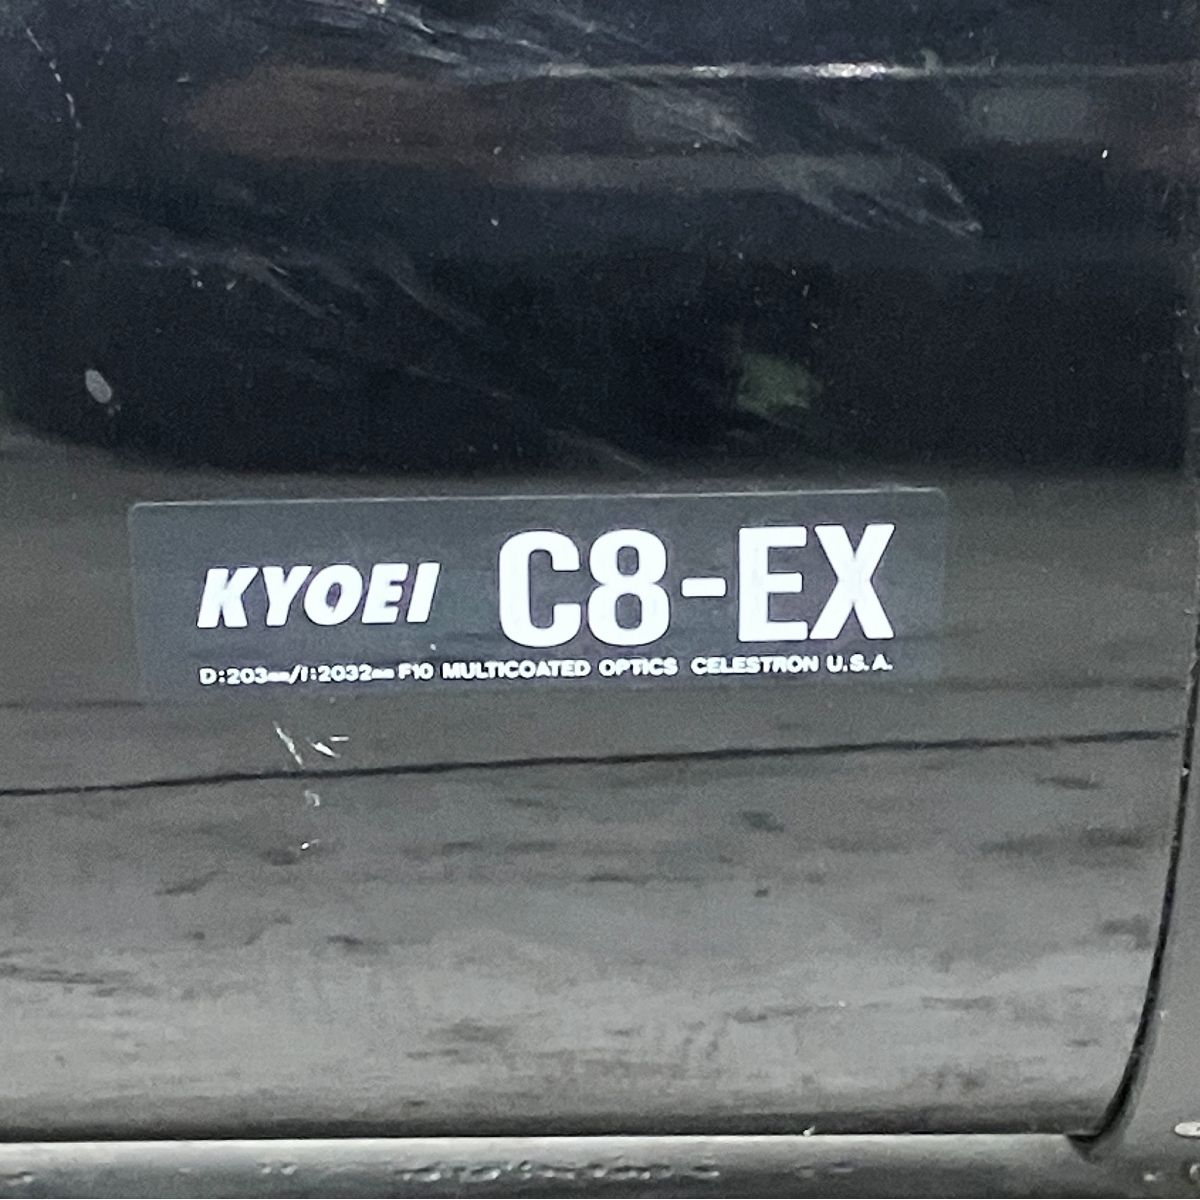 KYOEI C8-EX
D:203mm/f:2032mm F10 MULTICOATED OPTICS CELESTRON U.S.A.